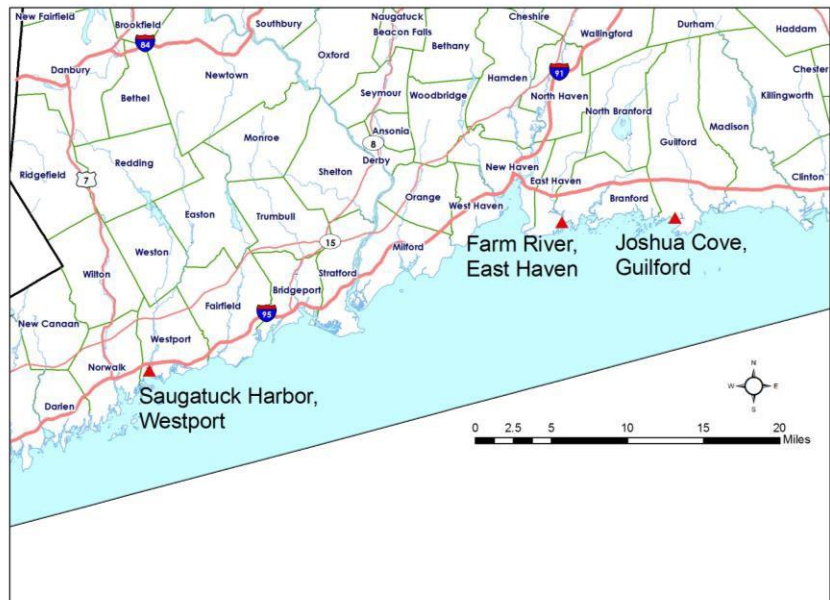 New Fairfield
Brookfield
Southbury
Naugatuck
Beacon Falls
Cheshire
Wallingford
Durham
Haddam
84
Oxford
Bethany
Danbury
Newtown
Hamden
91
Chester
Bethel
Seymour
Woodbridge
North Haven
Killingworth
North Branford
Ansonia
Madison
Monroe
8
Derby
Guilford
Redding
Ridgefield
7
Shelton
New Haven
East Haven
Clinton
Easton
Trumbull
Orange
West Haven
Branford
Weston
15
Milford
Farm River,
East Haven
Joshua Cove,
Guilford
Wilton
Stratford
Fairfield
Bridgeport
95
New Canaan
Westport
Norwalk
Darien
Saugatuck Harbor,
Westport
N
W E
S
0 2.5 5 10 15 20
Miles